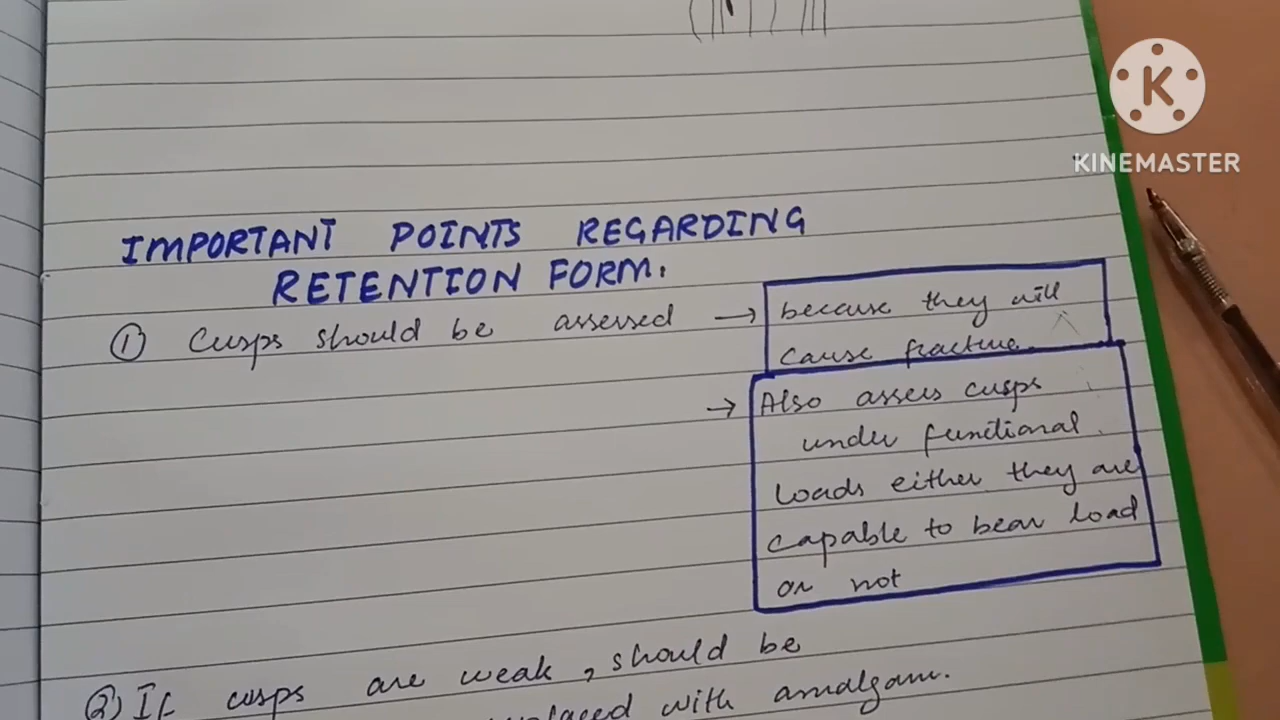 K
KINEMASTER
IMPORTANT POINTS REGARDING
RETENTION FORM.
① Cusps should be assessed → because they will
cause fracture.
→ Also assess cusps
under functional
loads either they are
capable to bear load
or not
② If cusps are weak, should be
replaced with amalgam.